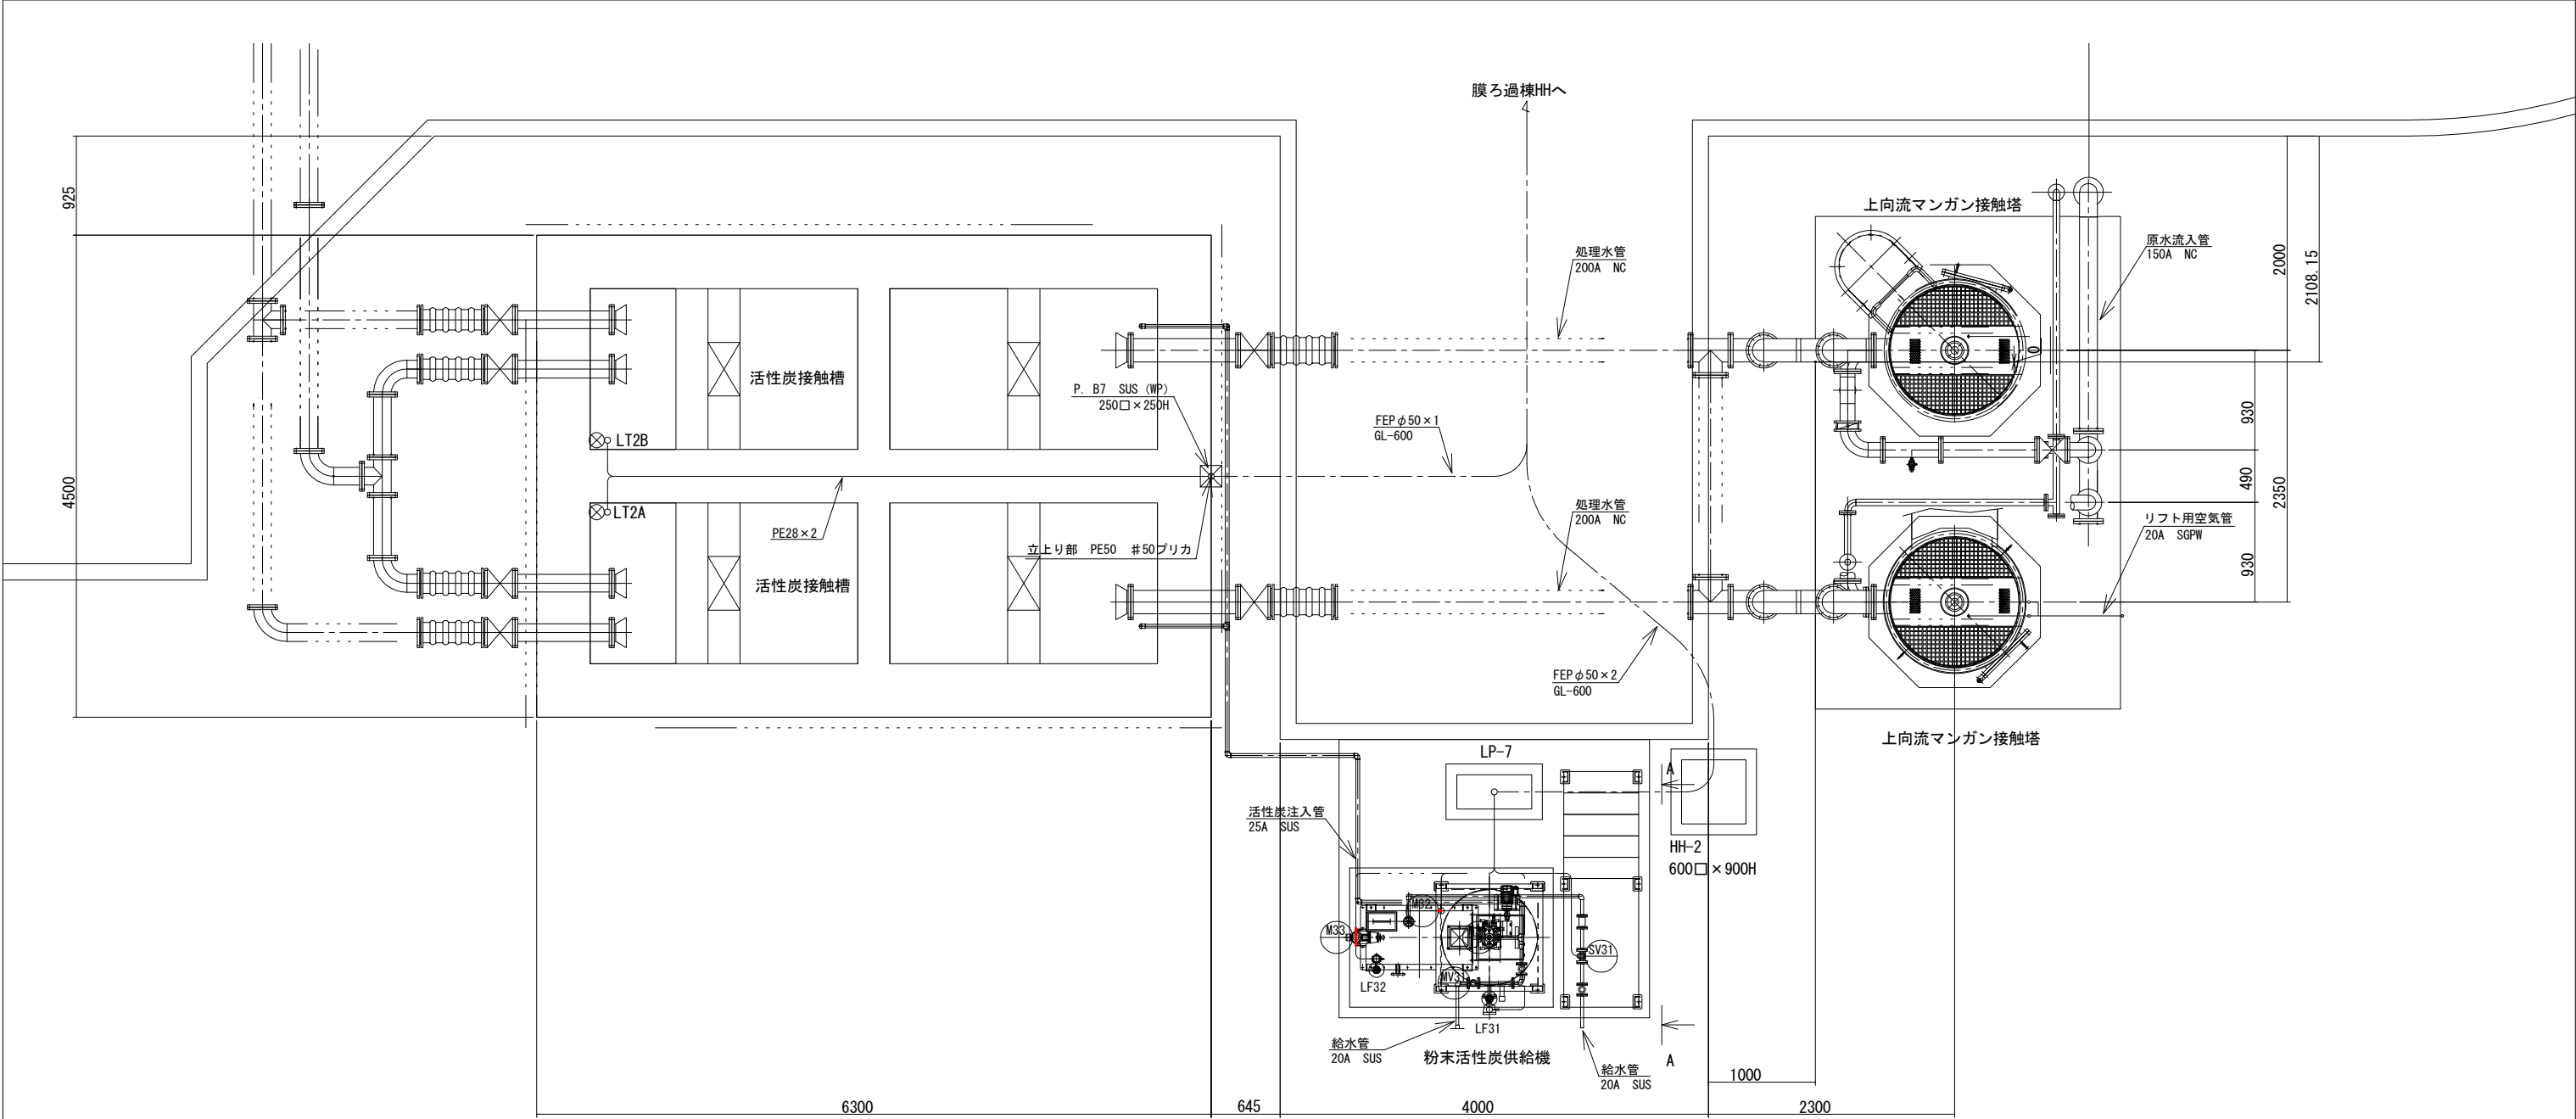 膜ろ過棟HHへ
925
4500
上向流マンガン接触塔
処理水管
200A NC
原水流入管
150A NC
2000
2108.15
活性炭接触槽
P. B7 SUS (WP)
250□×250H
FEPφ50×1
GL-600
LT2B
LT2A
PE28×2
立上り部 PE50 #50プリカ
活性炭接触槽
処理水管
200A NC
930
490
2350
930
リフト用空気管
20A SGPW
FEPφ50×2
GL-600
上向流マンガン接触塔
LP-7
A
活性炭注入管
25A SUS
HH-2
600□×900H
M32
M33
SV31
LF32
LF31
給水管
20A SUS
粉末活性炭供給機
A
給水管
20A SUS
1000
6300
645
4000
2300